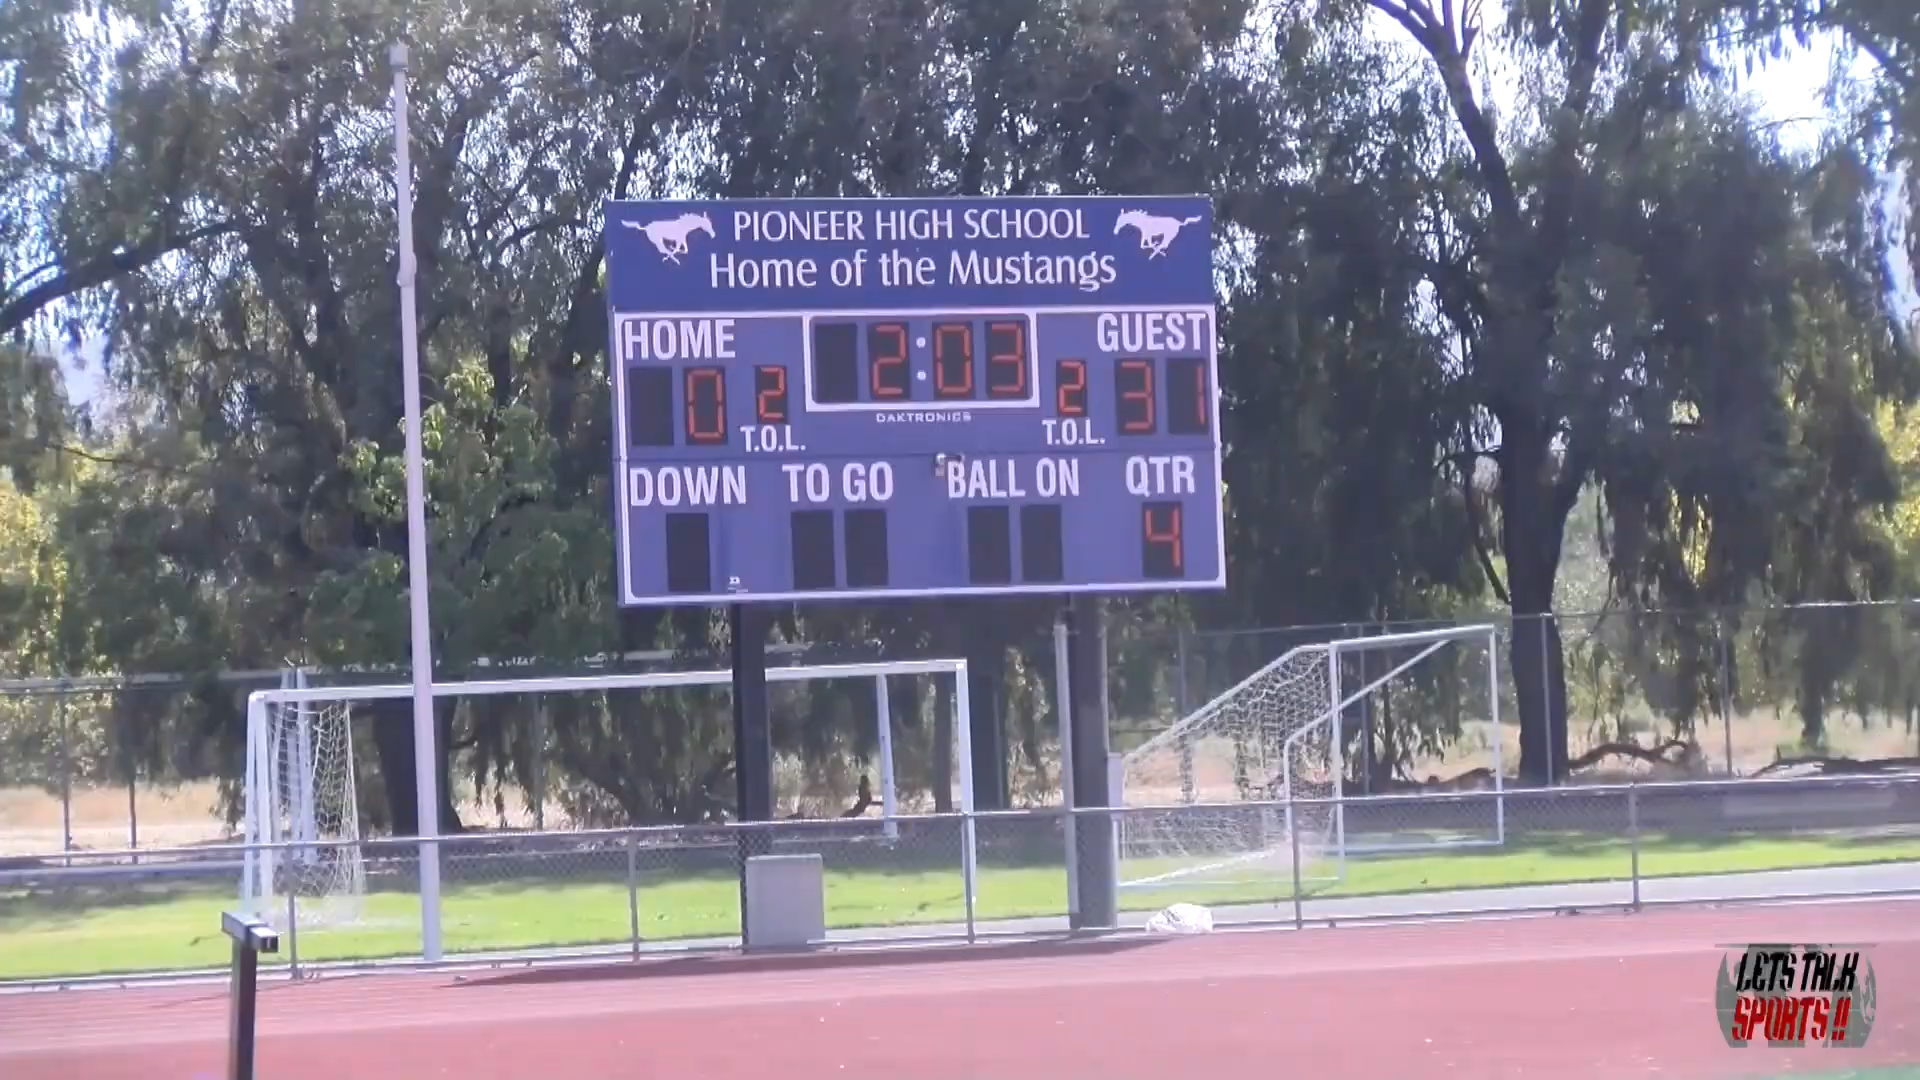 PIONEER HIGH SCHOOL
Home of the Mustangs
HOME 2:03 GUEST
0 2 2 31
DAKTRONICS
T.O.L. T.O.L.
DOWN TO GO BALL ON QTR
4
LETS TALK
SPORTS !!